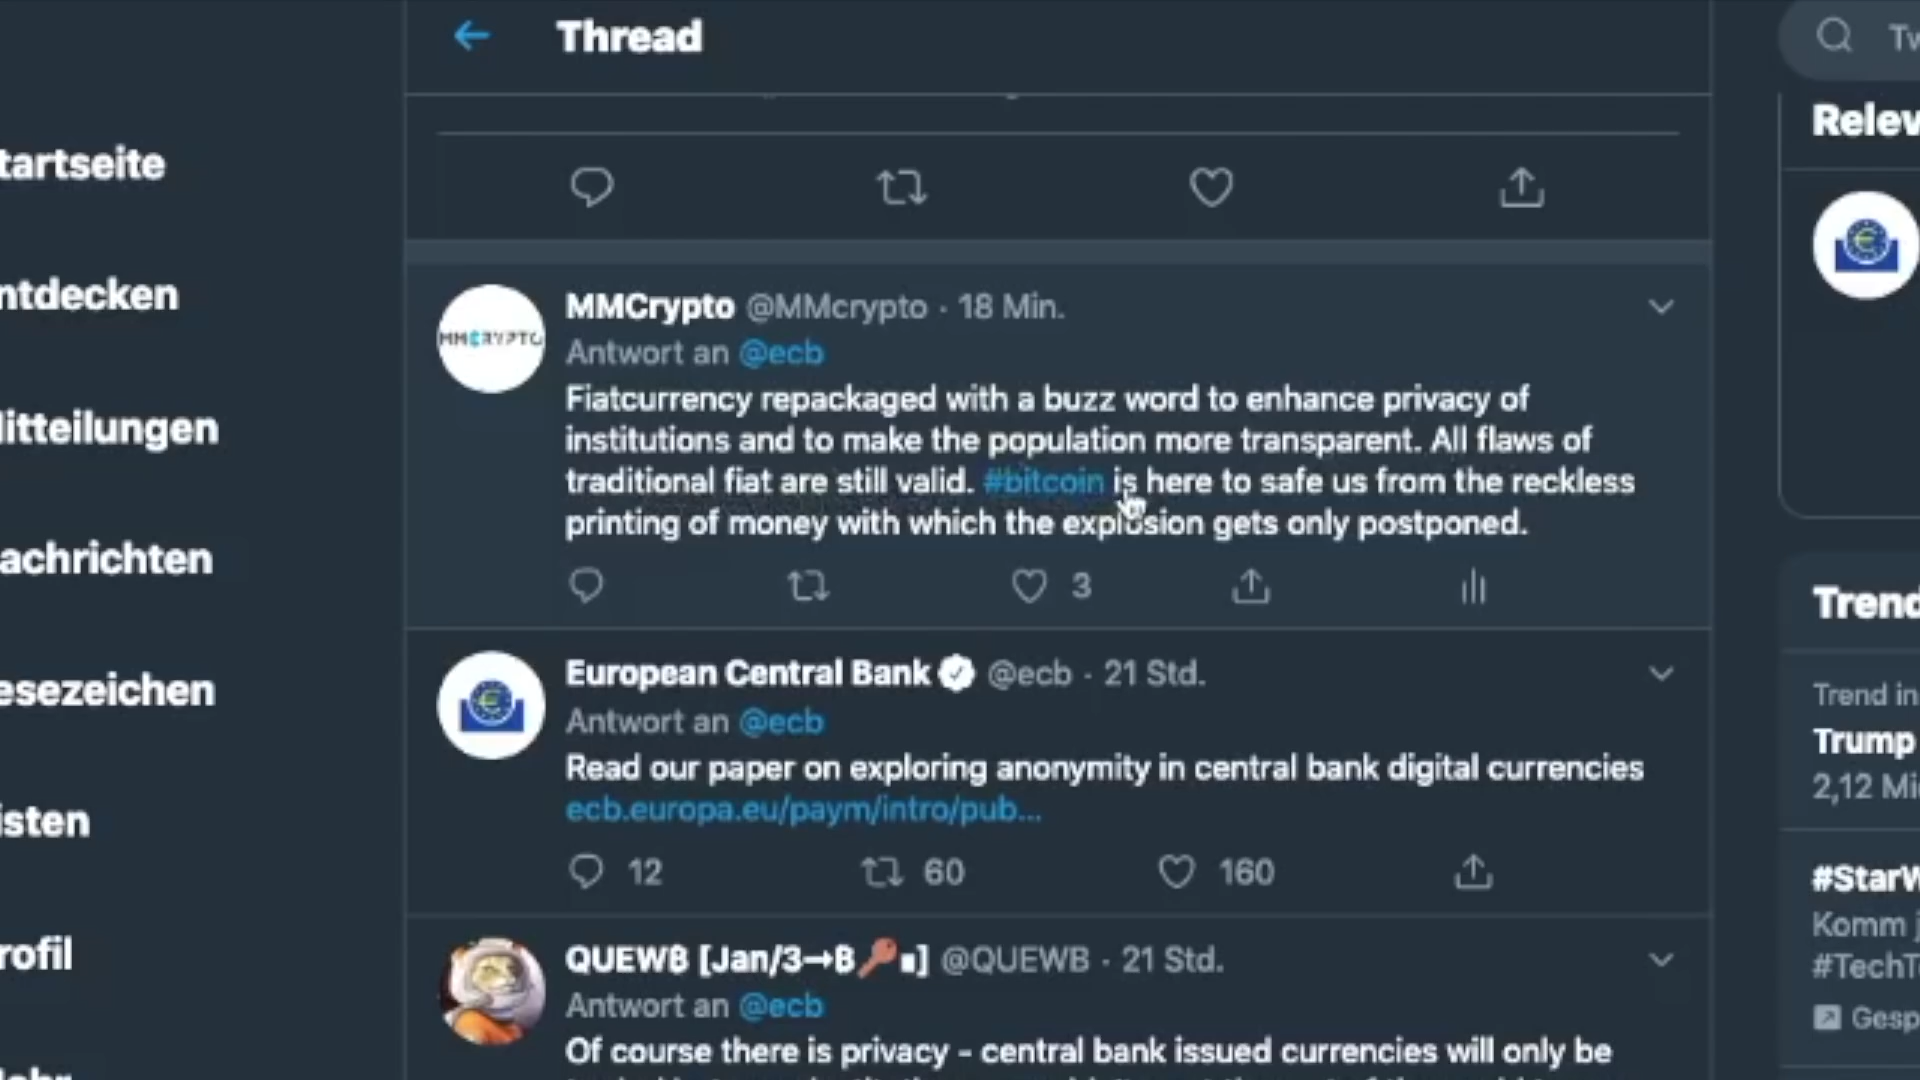 Thread
Tw
Relev
tartseite
ntdecken
MMCRYPTO
MMCrypto @MMcrypto · 18 Min.
Antwort an @ecb
Fiatcurrency repackaged with a buzz word to enhance privacy of
institutions and to make the population more transparent. All flaws of
traditional fiat are still valid. #bitcoin is here to safe us from the reckless
printing of money with which the explosion gets only postponed.
3
litteilungen
achrichten
Trend
European Central Bank @ecb · 21 Std.
Antwort an @ecb
Read our paper on exploring anonymity in central bank digital currencies
ecb.europa.eu/paym/intro/pub...
12 60 160
esezeichen
Trend in
Trump
2,12 Mi
isten
#StarW
Komm j
#TechT
Gesp
rofil
QUEWB [Jan/3→B🔑∎] @QUEWB · 21 Std.
Antwort an @ecb
Of course there is privacy - central bank issued currencies will only be